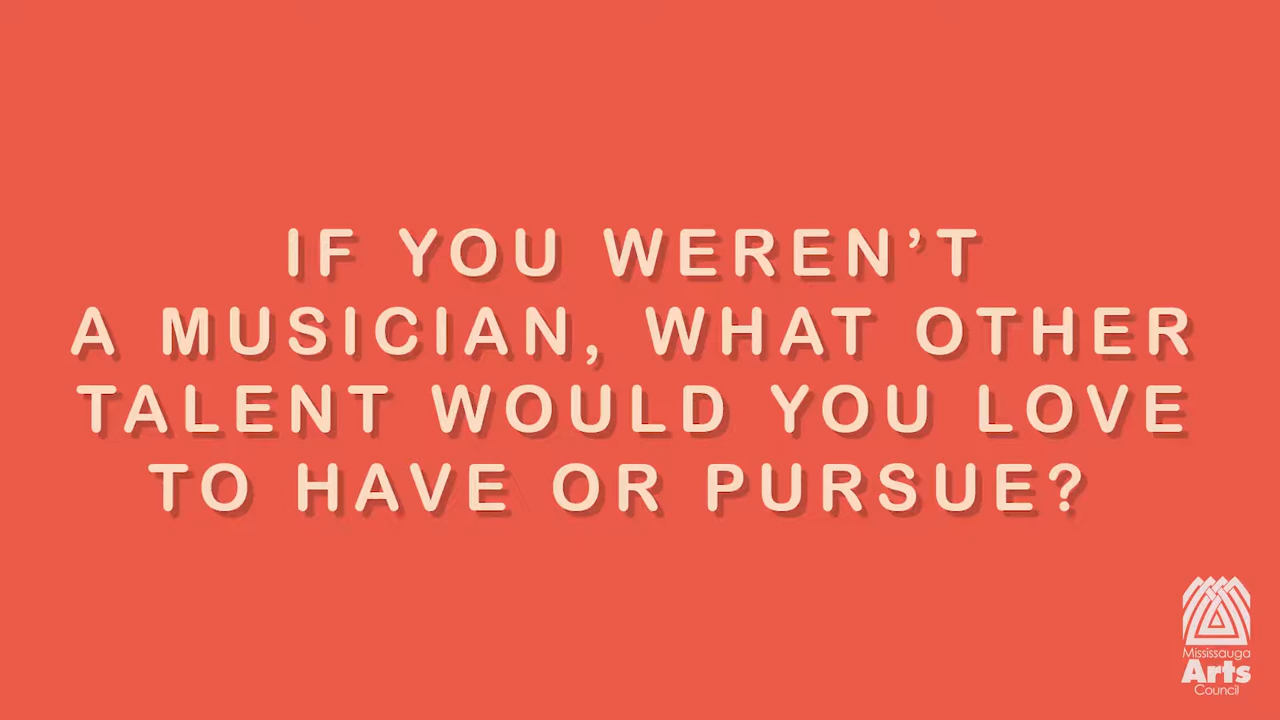 IF YOU WEREN’T
A MUSICIAN, WHAT OTHER
TALENT WOULD YOU LOVE
TO HAVE OR PURSUE?
Mississauga
Arts
Council